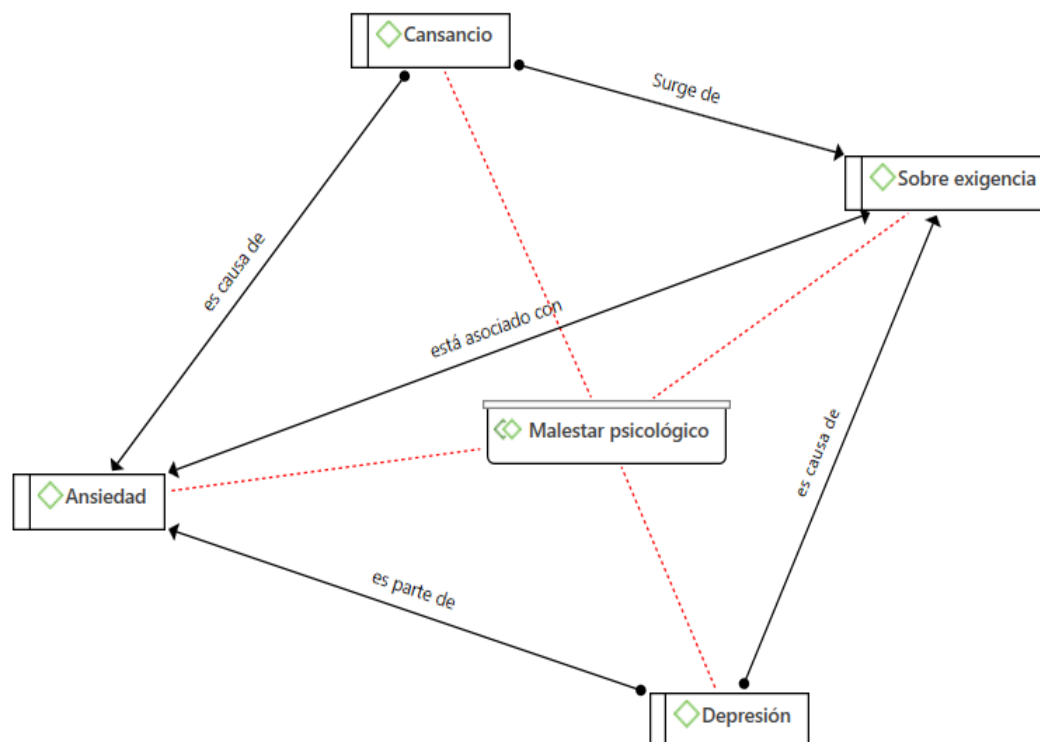 Cansancio
Surge de
Sobre exigencia
es causa de
está asociado con
Malestar psicológico
es causa de
Ansiedad
es parte de
Depresión